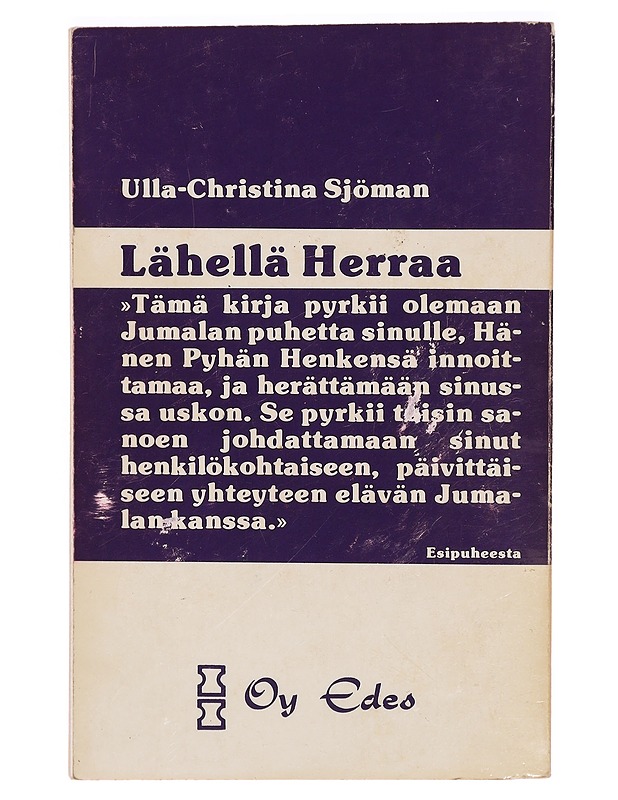 Ulla-Christina Sjöman
Lähellä Herraa
»Tämä kirja pyrkii olemaan
Jumalan puhetta sinulle, Hä-
nen Pyhän Henkensä innoit-
tamaa, ja herättämään sinus-
sa uskon. Se pyrkii toisin sa-
noen johdattamaan sinut
henkilökohtaiseen, päivittäi-
seen yhteyteen elävän Juma-
lan kanssa.»
Esipuheesta
Oy Edes